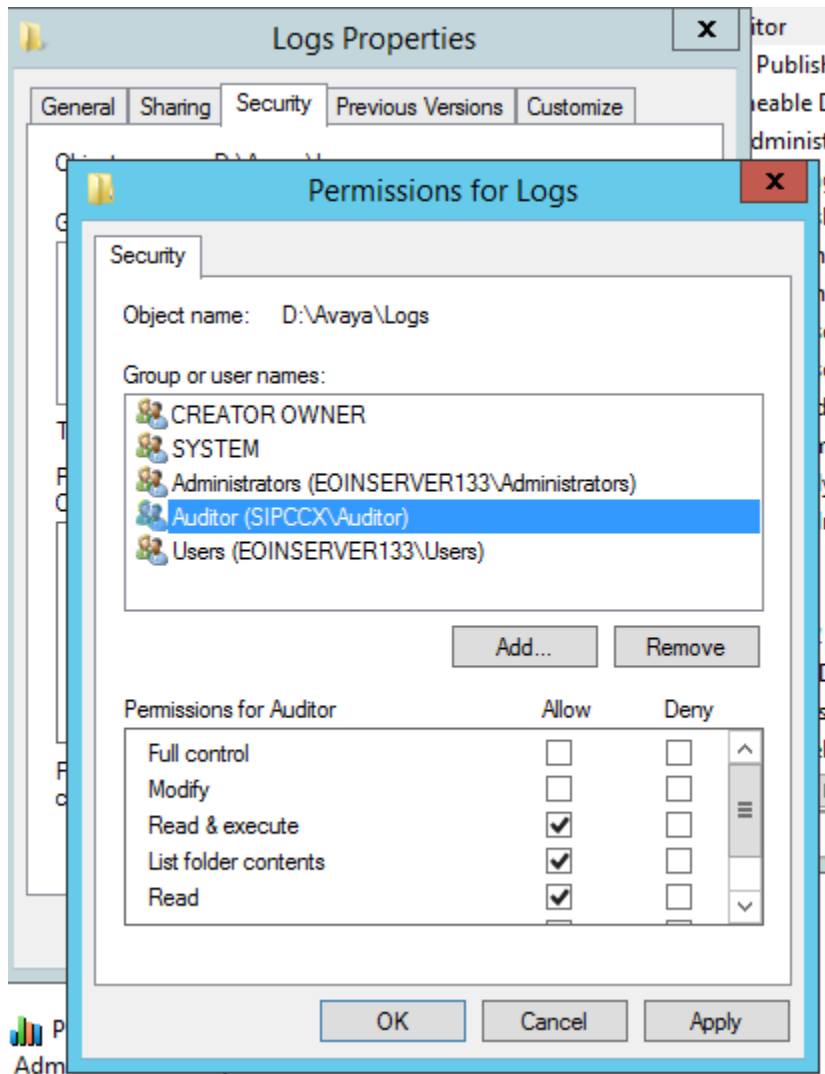 Logs Properties
itor
Publish
General Sharing Security Previous Versions Customize
Permissions for Logs
Security
Object name: D:\Avaya\Logs
Group or user names:
CREATOR OWNER
SYSTEM
Administrators (EOINSERVER133\Administrators)
Auditor (SIPCCX\Auditor)
Users (EOINSERVER133\Users)
Add... Remove
Permissions for Auditor Allow Deny
Full control
Modify
Read & execute
List folder contents
Read
OK Cancel Apply
P
Adm